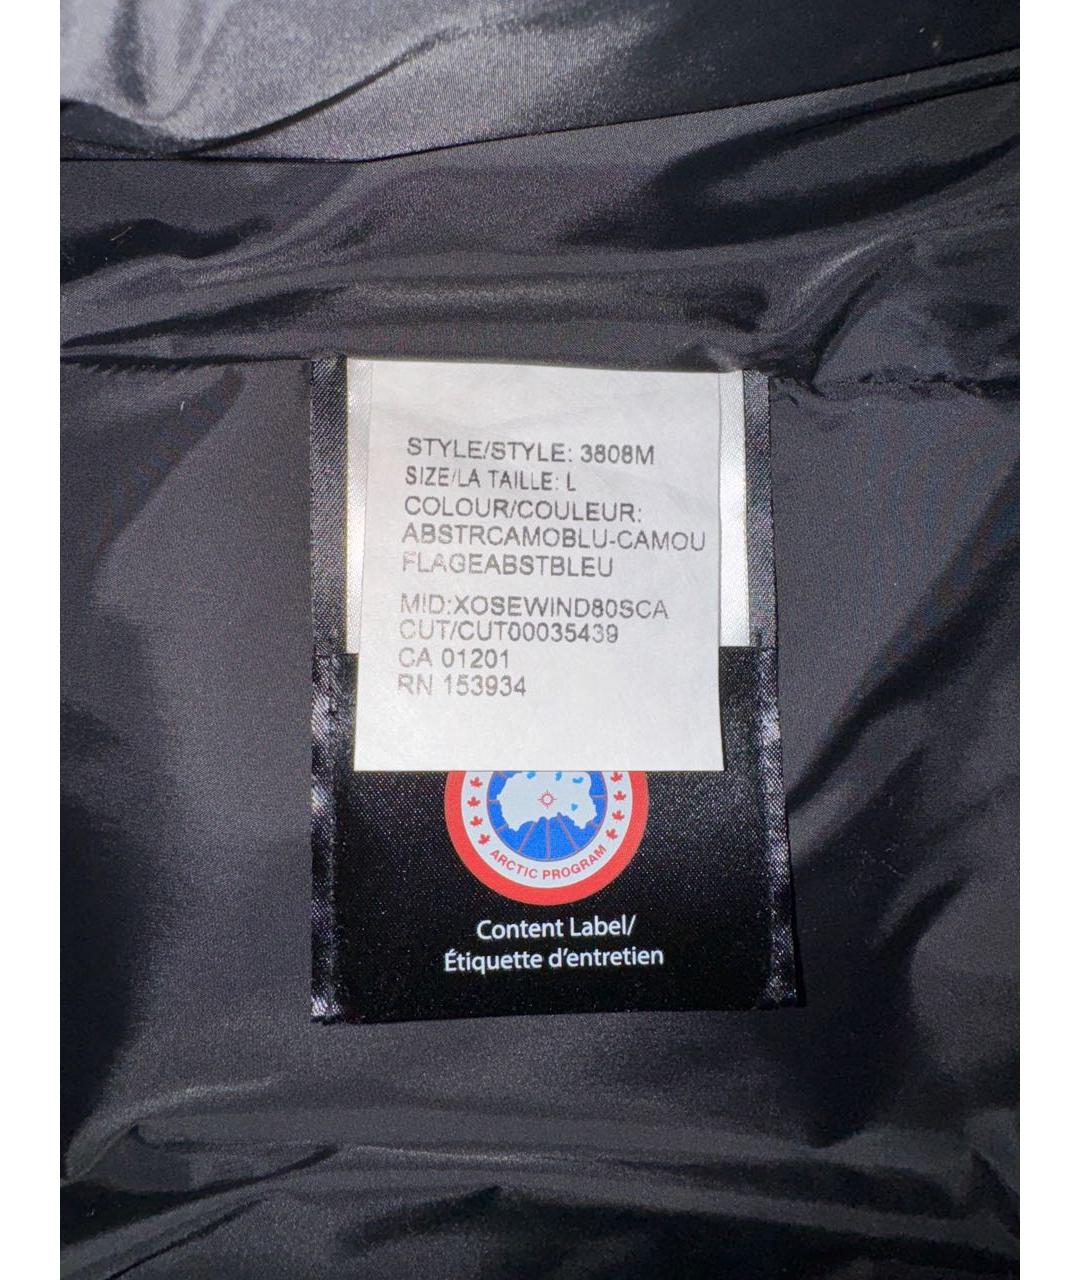 STYLE/STYLE: 3808M
SIZE/LA TAILLE: L
COLOUR/COULEUR:
ABSTRCAMOBLU-CAMOU
FLAGEABSTBLEU
MID:XOSEWIND80SCA
CUT/CUT00035439
CA 01201
RN 153934
ARCTIC PROGRAM
Content Label/
Étiquette d'entretien